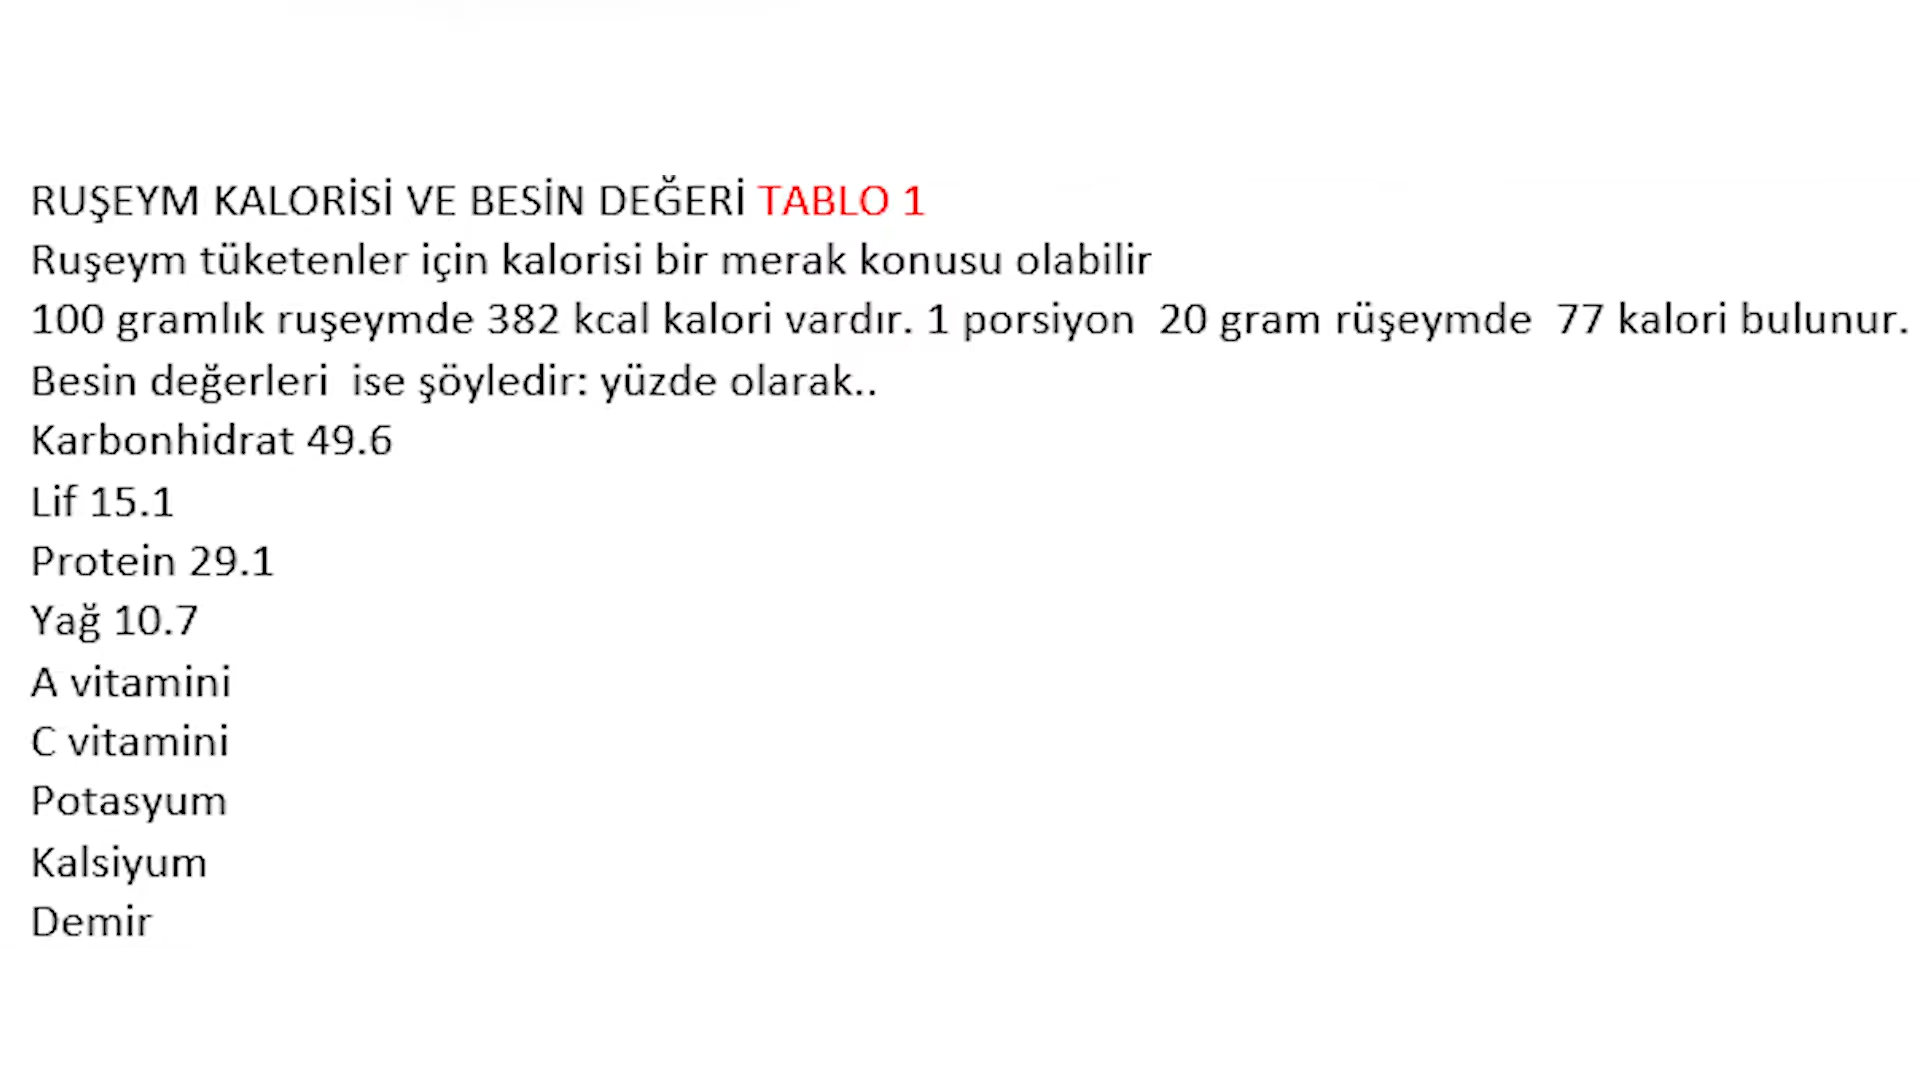 RUŞEYM KALORİSİ VE BESİN DEĞERİ TABLO 1
Ruşeym tüketenler için kalorisi bir merak konusu olabilir
100 gramlık ruşeymde 382 kcal kalori vardır. 1 porsiyon  20 gram rüşeymde  77 kalori bulunur.
Besin değerleri  ise şöyledir: yüzde olarak..
Karbonhidrat 49.6
Lif 15.1
Protein 29.1
Yağ 10.7
A vitamini
C vitamini
Potasyum
Kalsiyum
Demir